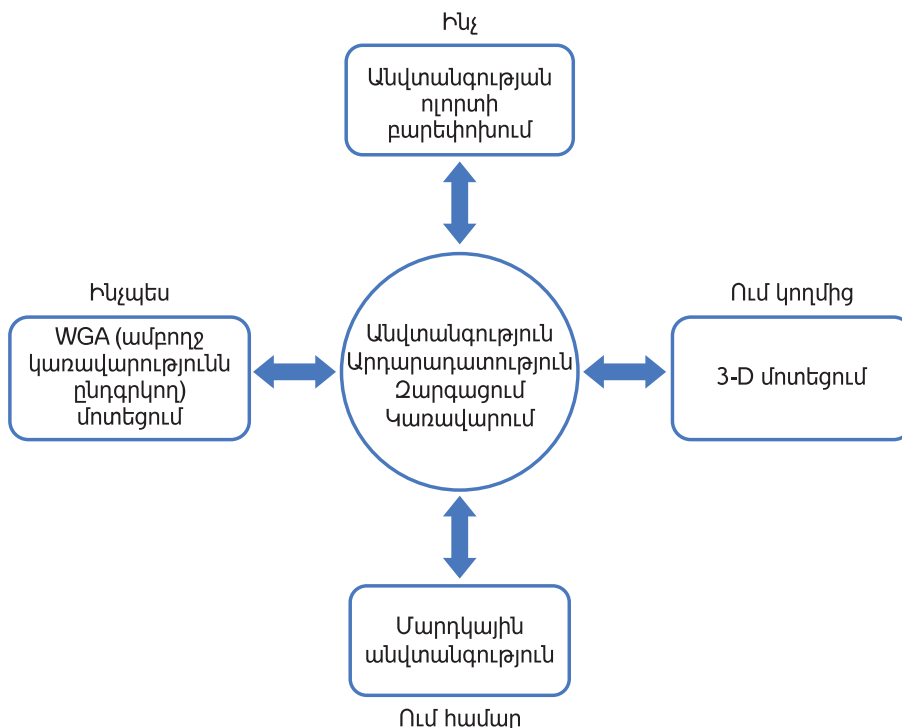 Ինչ
Անվտանգության
ոլորտի
բարեփոխում
Ինչպես
WGA (ամբողջ
կառավարությունն
ընդգրկող)
մոտեցում
Անվտանգություն
Արդարադատություն
Զարգացում
Կառավարում
Ում կողմից
3-D մոտեցում
Մարդկային
անվտանգություն
Ում համար